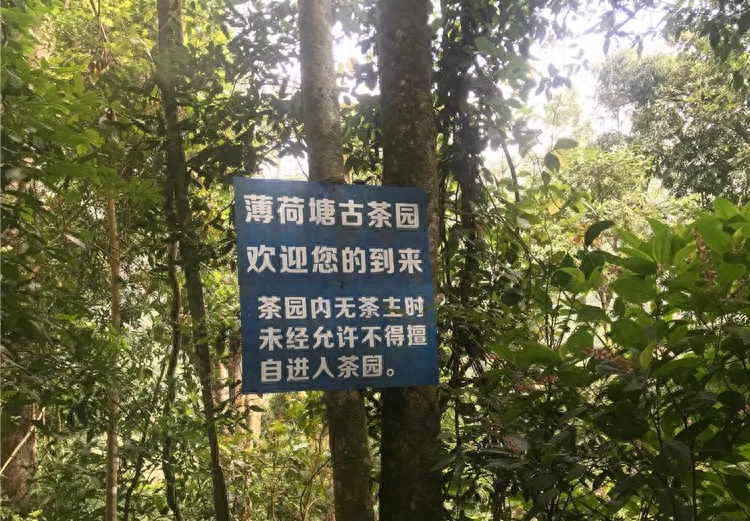 薄荷塘古茶园
欢迎您的到来
茶园内无茶主时
未经允许不得擅
自进入茶园。